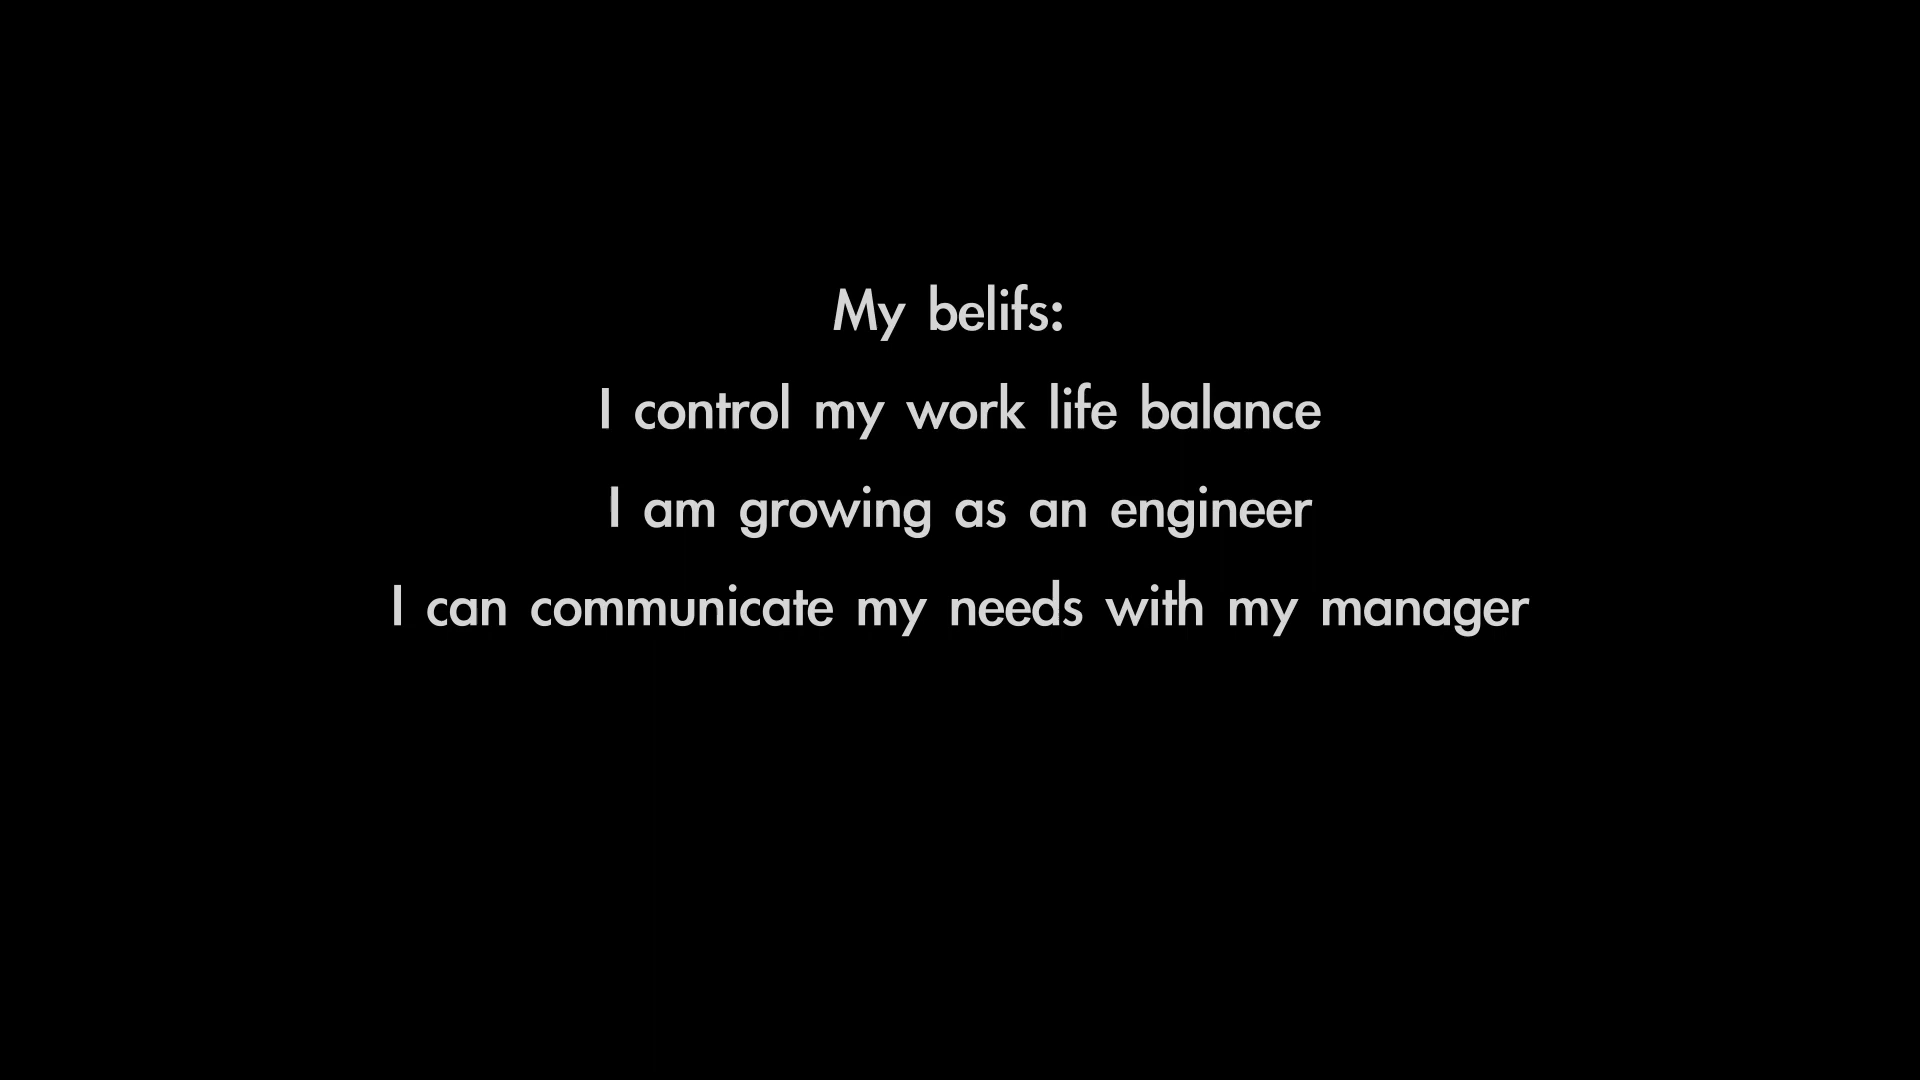 My belifs:
I control my work life balance
I am growing as an engineer
I can communicate my needs with my manager